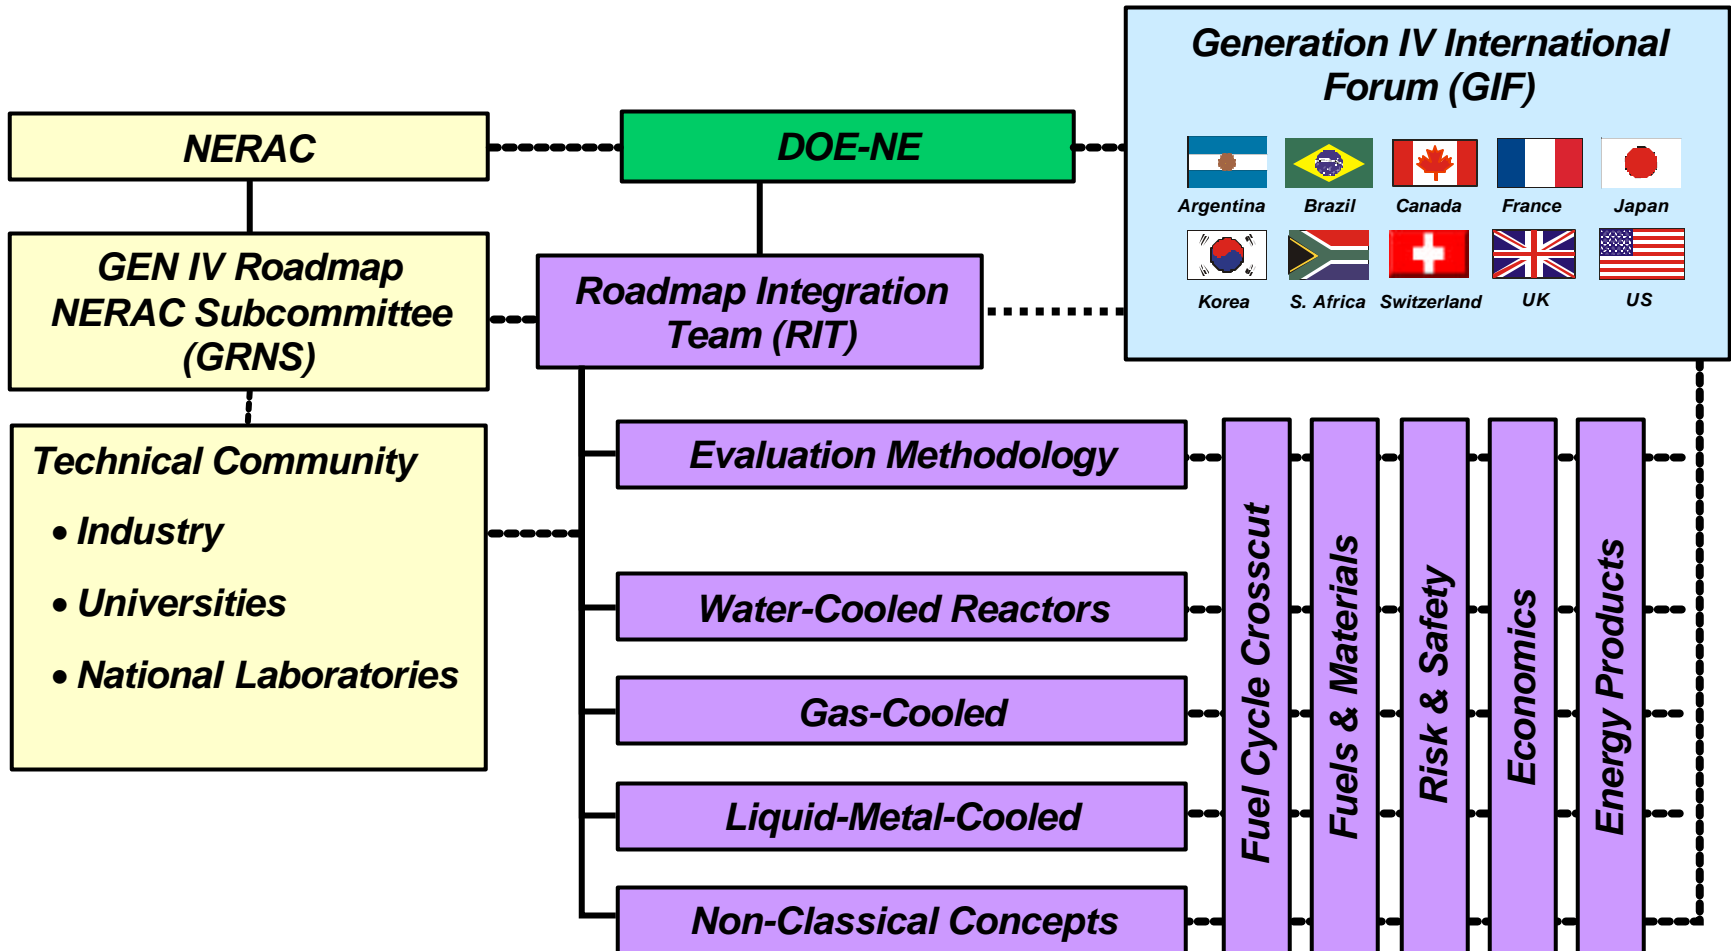 Generation IV International
Forum (GIF)
NERAC
DOE-NE
Argentina
Brazil
Canada
France
Japan
Korea
S. Africa
Switzerland
UK
US
GEN IV Roadmap
NERAC Subcommittee
(GRNS)
Roadmap Integration
Team (RIT)
Technical Community
• Industry
• Universities
• National Laboratories
Evaluation Methodology
Water-Cooled Reactors
Gas-Cooled
Liquid-Metal-Cooled
Non-Classical Concepts
Fuel Cycle Crosscut
Fuels & Materials
Risk & Safety
Economics
Energy Products